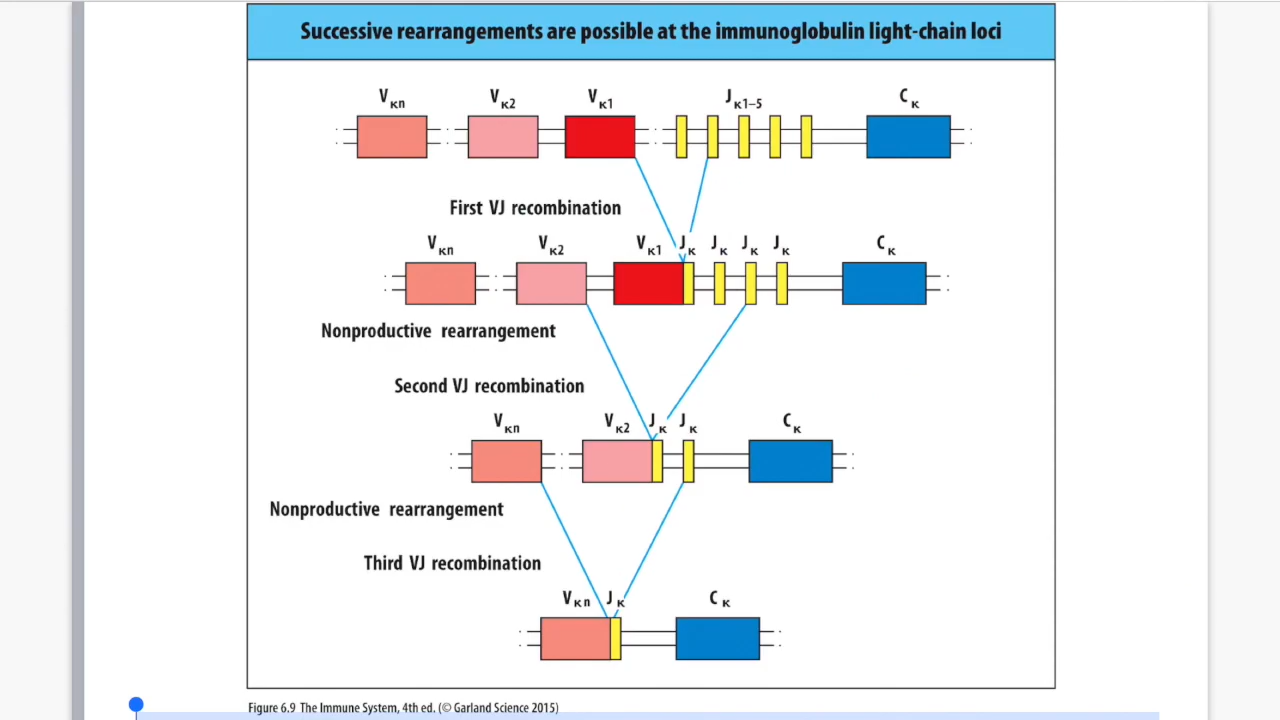 Successive rearrangements are possible at the immunoglobulin light-chain loci
Vκn Vκ2 Vκ1 Jκ1–5 Cκ
First VJ recombination
Vκn Vκ2 Vκ1 Jκ Jκ Jκ Jκ Cκ
Nonproductive rearrangement
Second VJ recombination
Vκn Vκ2 Jκ Jκ Cκ
Nonproductive rearrangement
Third VJ recombination
Vκn Jκ Cκ
Figure 6.9 The Immune System, 4th ed. (© Garland Science 2015)